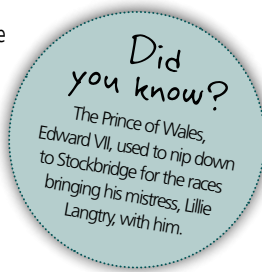 e
Did
you know?
The Prince of Wales,
Edward VII, used to nip down
to Stockbridge for the races
bringing his mistress, Lillie
Langtry, with him.